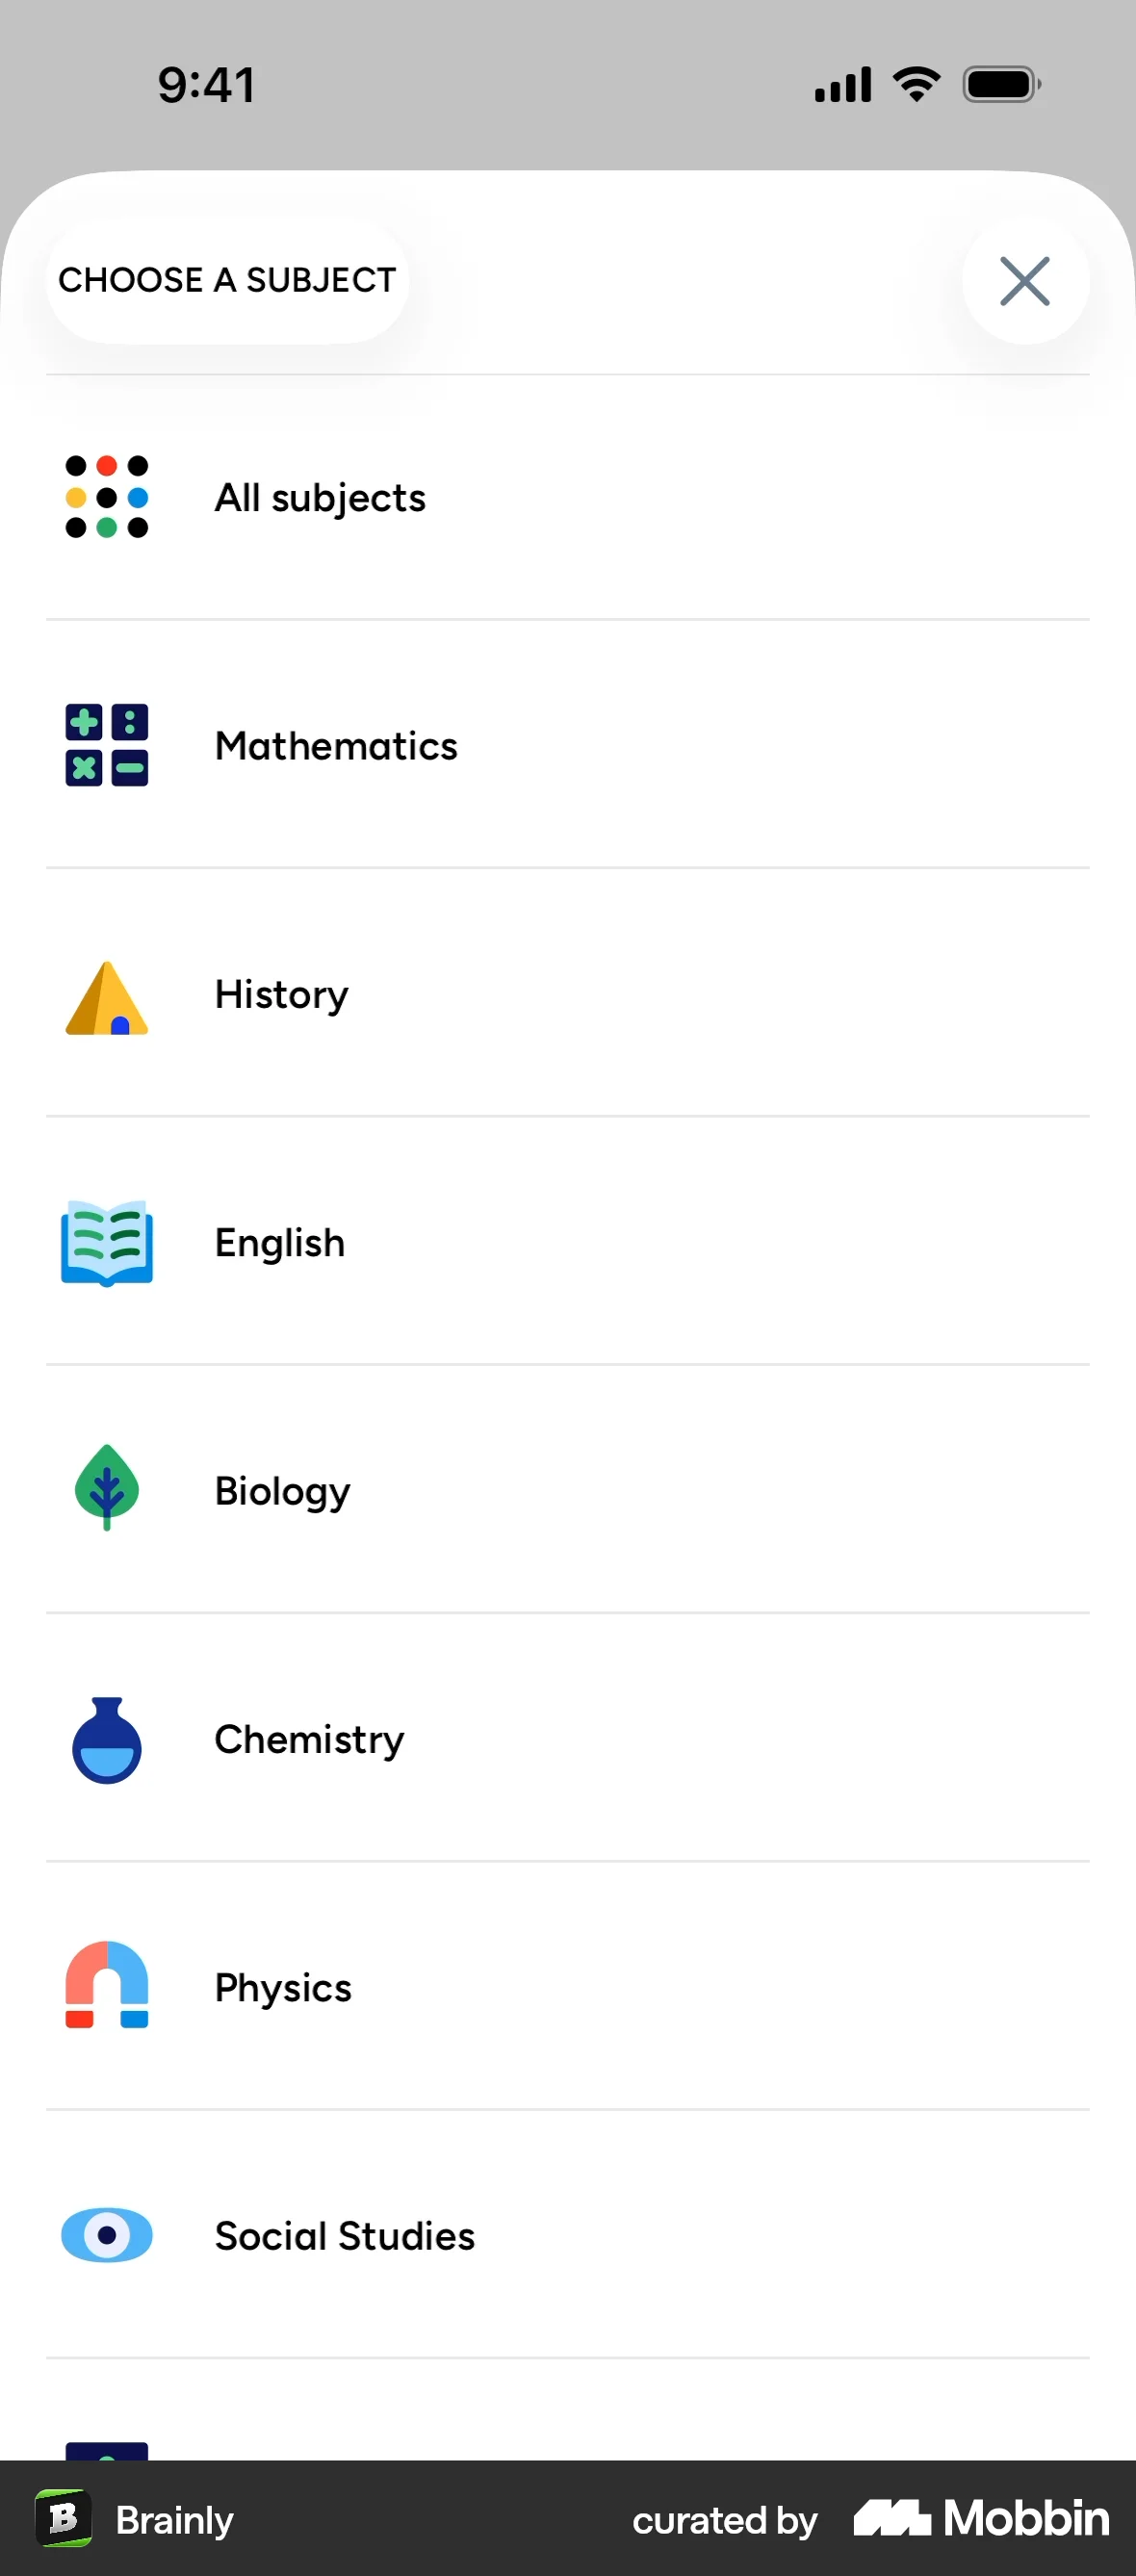 9:41
CHOOSE A SUBJECT
All subjects
Mathematics
History
English
Biology
Chemistry
Physics
Social Studies
B Brainly
curated by Mobbin